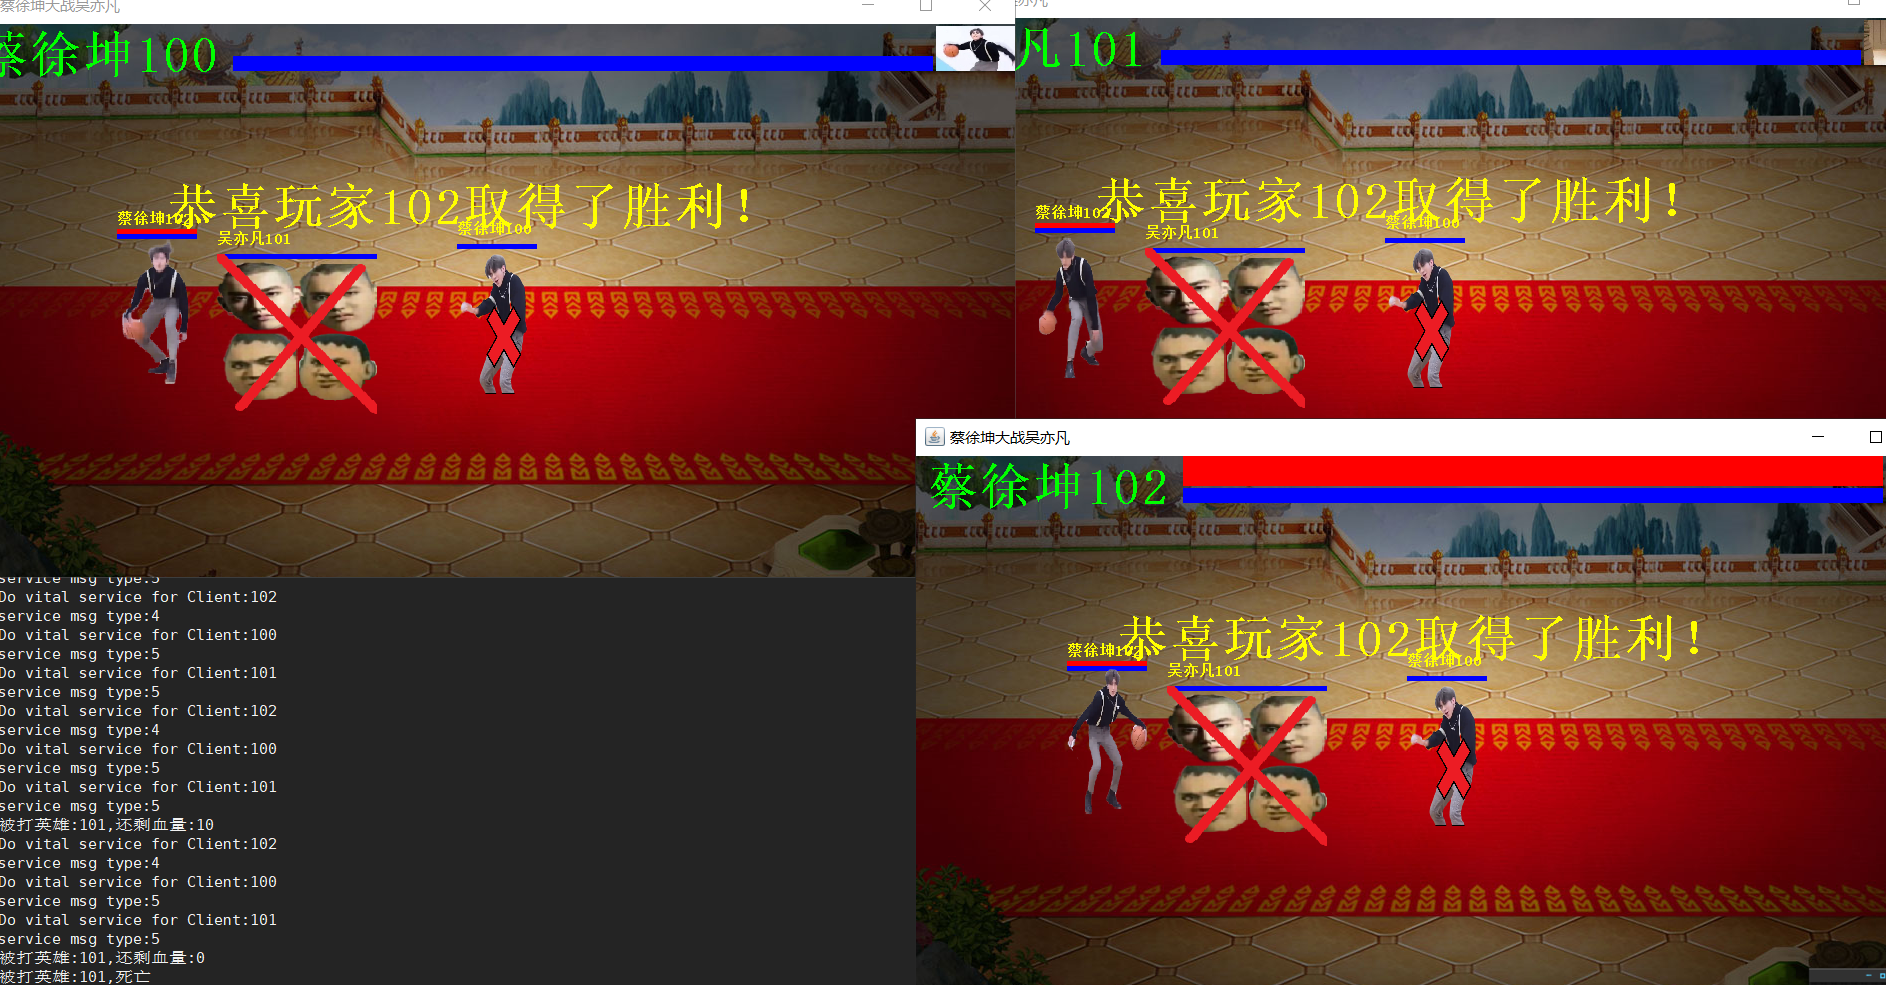 蔡徐坤大战吴亦凡
蔡徐坤100
恭喜玩家102取得了胜利！
蔡徐坤102
蔡徐坤100
吴亦凡101
凡101
恭喜玩家102取得了胜利！
蔡徐坤102
蔡徐坤100
吴亦凡101
蔡徐坤大战吴亦凡
蔡徐坤102
恭喜玩家102取得了胜利！
蔡徐坤102
蔡徐坤100
吴亦凡101
service msg type:5
Do vital service for Client:102
service msg type:4
Do vital service for Client:100
service msg type:5
Do vital service for Client:101
service msg type:5
Do vital service for Client:102
service msg type:4
Do vital service for Client:100
service msg type:5
Do vital service for Client:101
service msg type:5
被打英雄:101,还剩血量:10
Do vital service for Client:102
service msg type:4
Do vital service for Client:100
service msg type:5
Do vital service for Client:101
service msg type:5
被打英雄:101,还剩血量:0
被打英雄:101,死亡